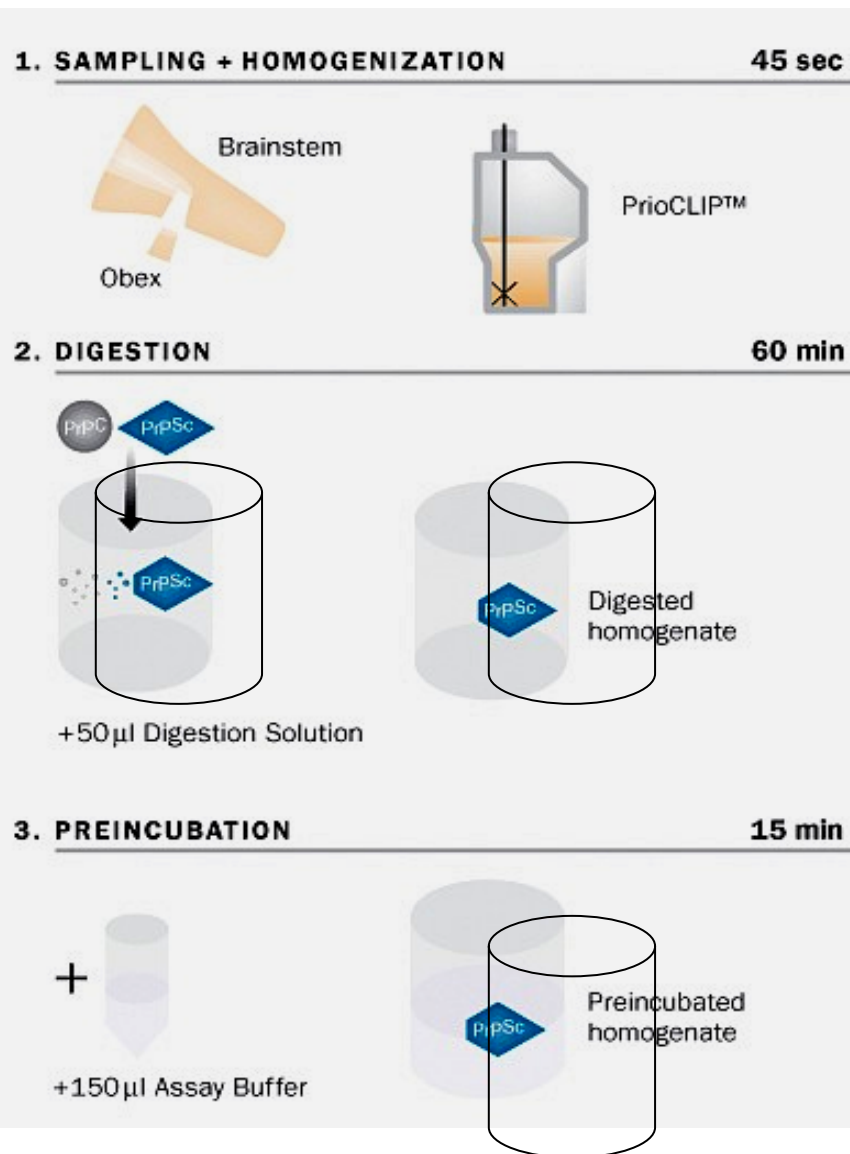 1. SAMPLING + HOMOGENIZATION 45 sec
Brainstem
PrioCLIP™
Obex
2. DIGESTION 60 min
PrPC PrPSc
PrPSc
PrPSc
Digested
homogenate
+50µl Digestion Solution
3. PREINCUBATION 15 min
+
Preincubated
homogenate
PrPSc
+150µl Assay Buffer